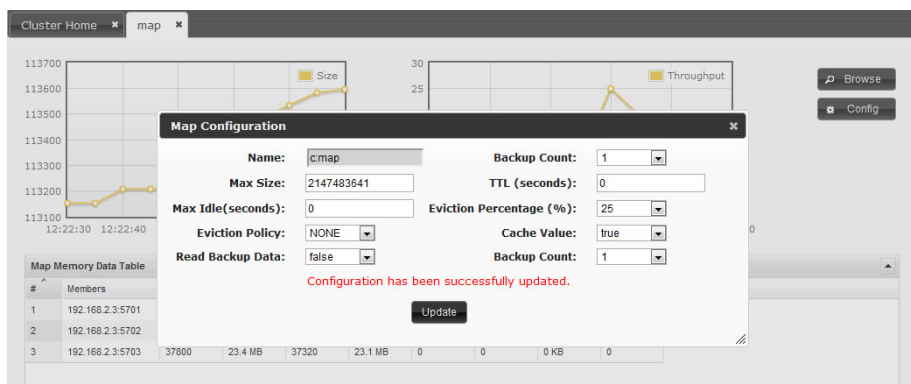 Cluster Home × map ×
113700
113600
113500
113400
113300
113200
113100
12:22:30 12:22:40
Size
30
25
Throughput
0
Browse
Config
Map Configuration ×
Name: c:map Backup Count: 1
Max Size: 2147483641 TTL (seconds): 0
Max Idle(seconds): 0 Eviction Percentage (%): 25
Eviction Policy: NONE Cache Value: true
Read Backup Data: false Backup Count: 1
Configuration has been successfully updated.
Update
Map Memory Data Table
# Members
1 192.168.2.3:5701
2 192.168.2.3:5702
3 192.168.2.3:5703 37800 23.4 MB 37320 23.1 MB 0 0 0 KB 0